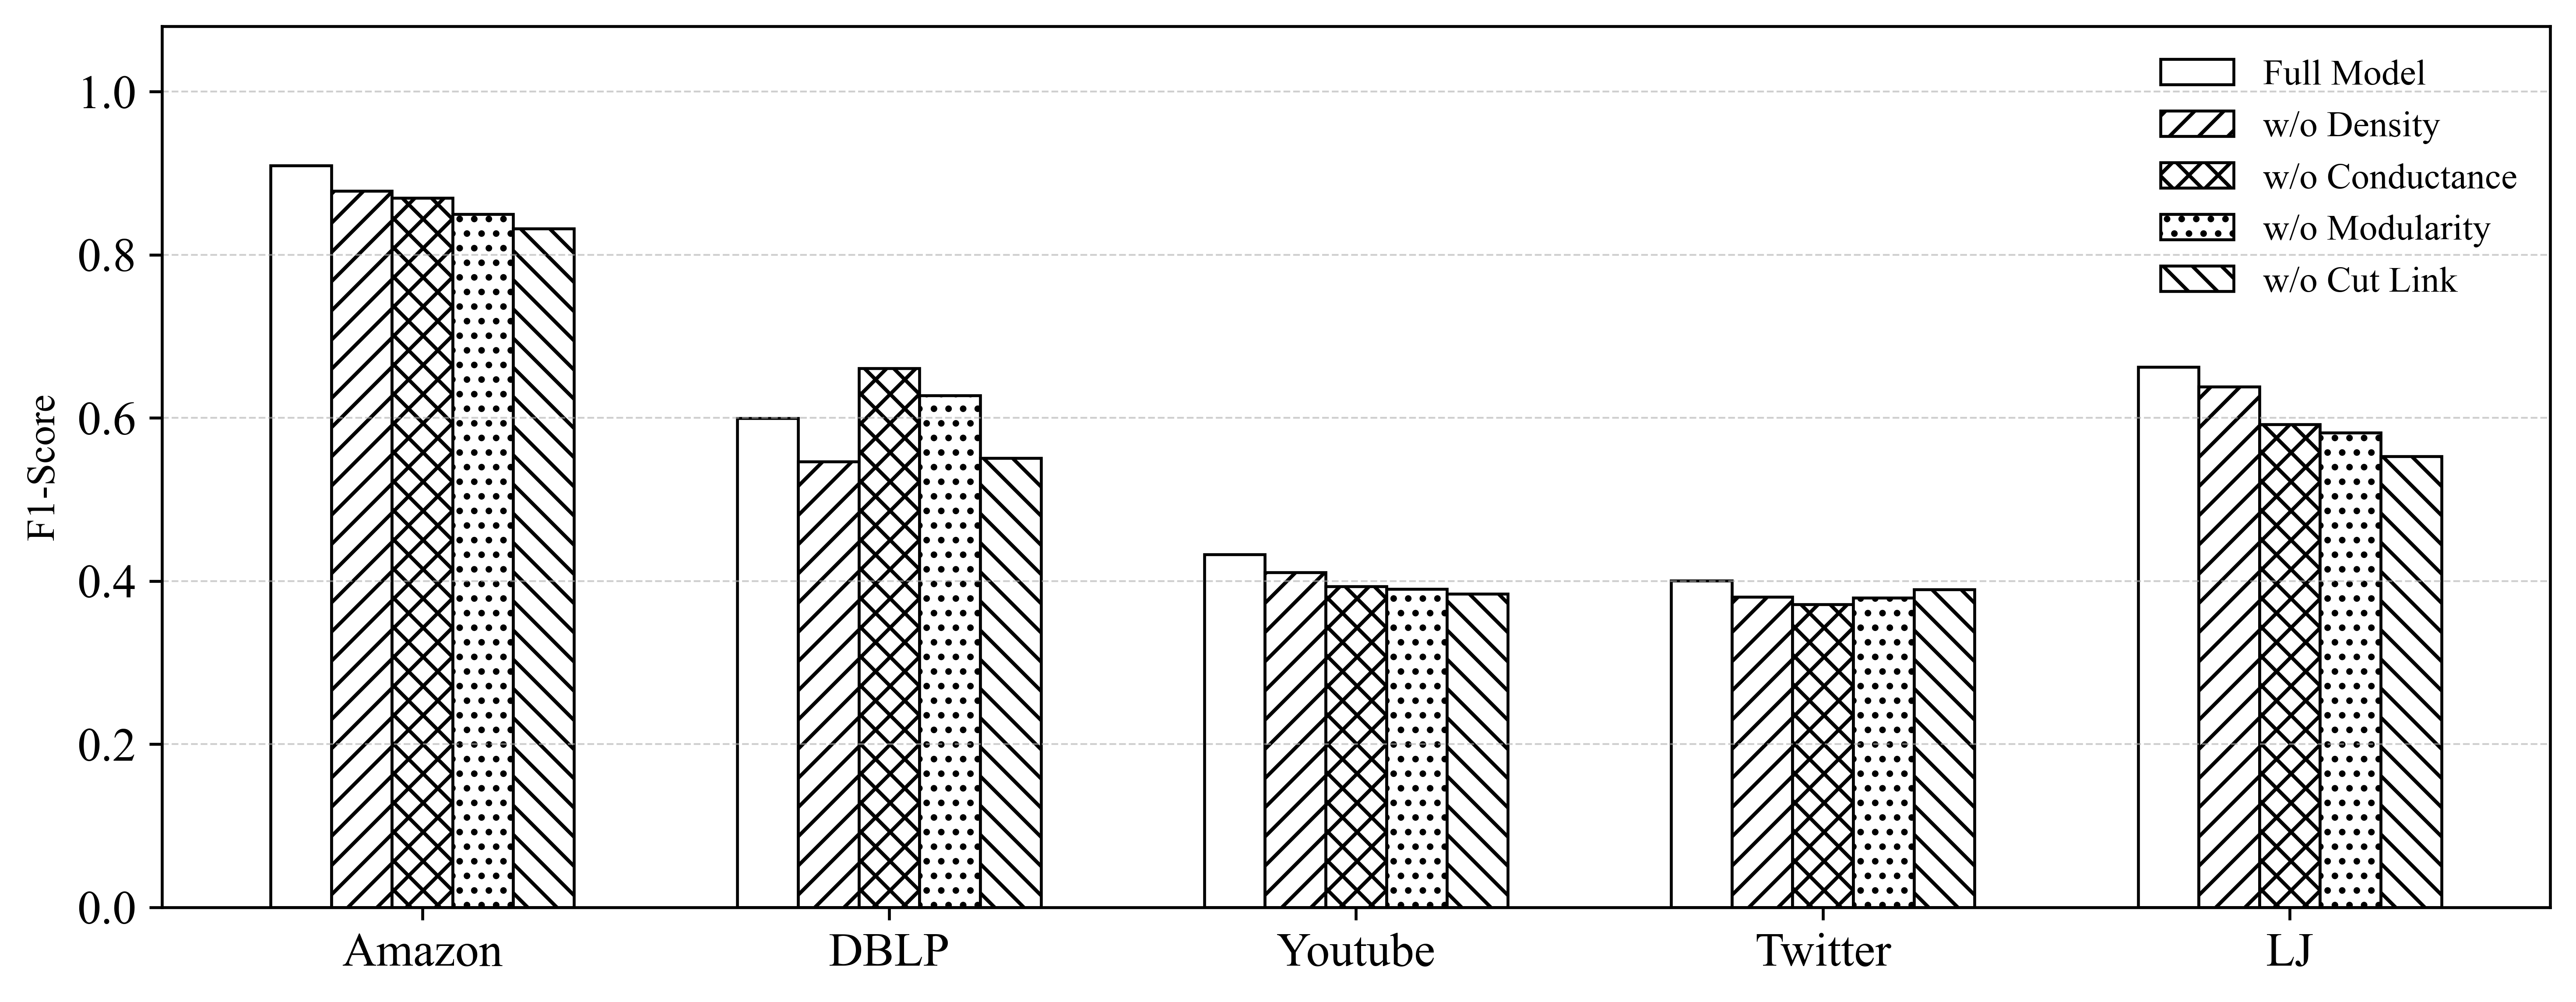 F1-Score
1.0
0.8
0.6
0.4
0.2
0.0
Amazon
DBLP
Youtube
Twitter
LJ
Full Model
w/o Density
w/o Conductance
w/o Modularity
w/o Cut Link